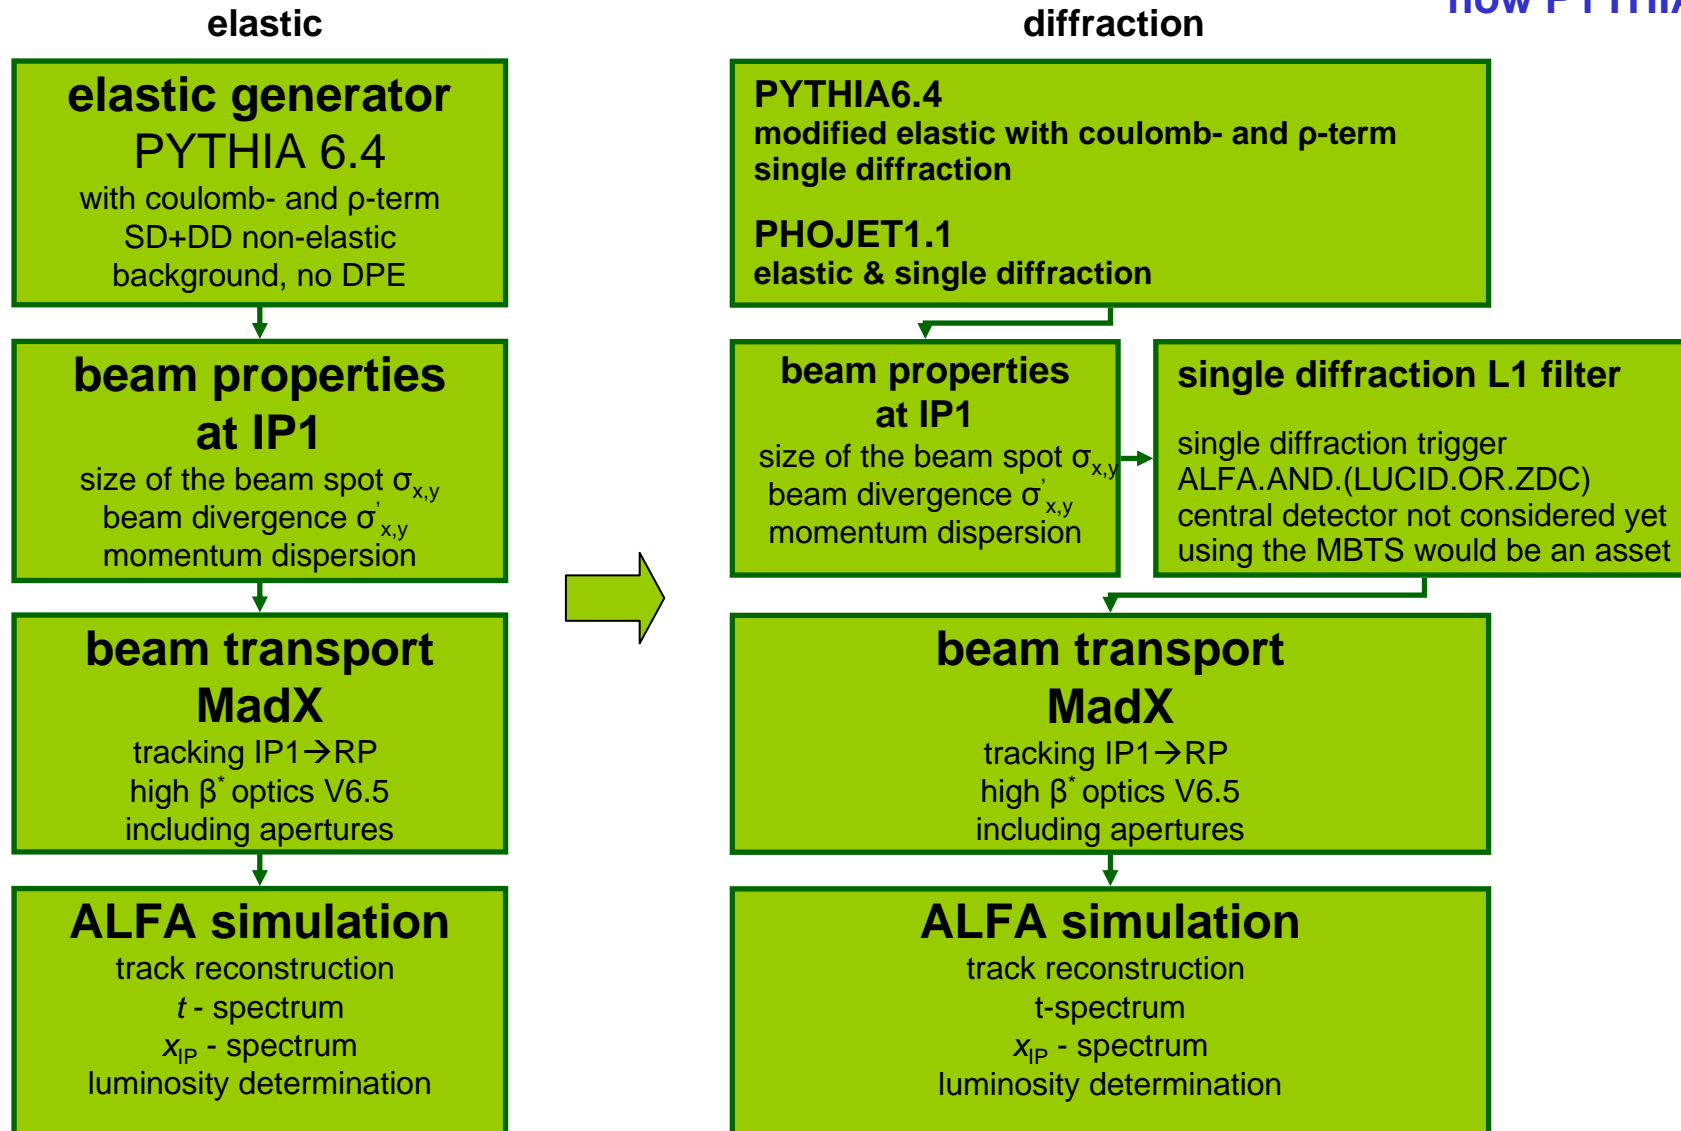 elastic
elastic generator
PYTHIA 6.4
with coulomb- and ρ-term
SD+DD non-elastic
background, no DPE
beam properties
at IP1
size of the beam spot σx,y
beam divergence σ'x,y
momentum dispersion
beam transport
MadX
tracking IP1→RP
high β* optics V6.5
including apertures
ALFA simulation
track reconstruction
t - spectrum
xIP - spectrum
luminosity determination
diffraction
PYTHIA6.4
modified elastic with coulomb- and ρ-term
single diffraction
PHOJET1.1
elastic & single diffraction
beam properties
at IP1
size of the beam spot σx,y
beam divergence σ'x,y
momentum dispersion
single diffraction L1 filter
single diffraction trigger
ALFA.AND.(LUCID.OR.ZDC)
central detector not considered yet
using the MBTS would be an asset
beam transport
MadX
tracking IP1→RP
high β* optics V6.5
including apertures
ALFA simulation
track reconstruction
t-spectrum
xIP - spectrum
luminosity determination